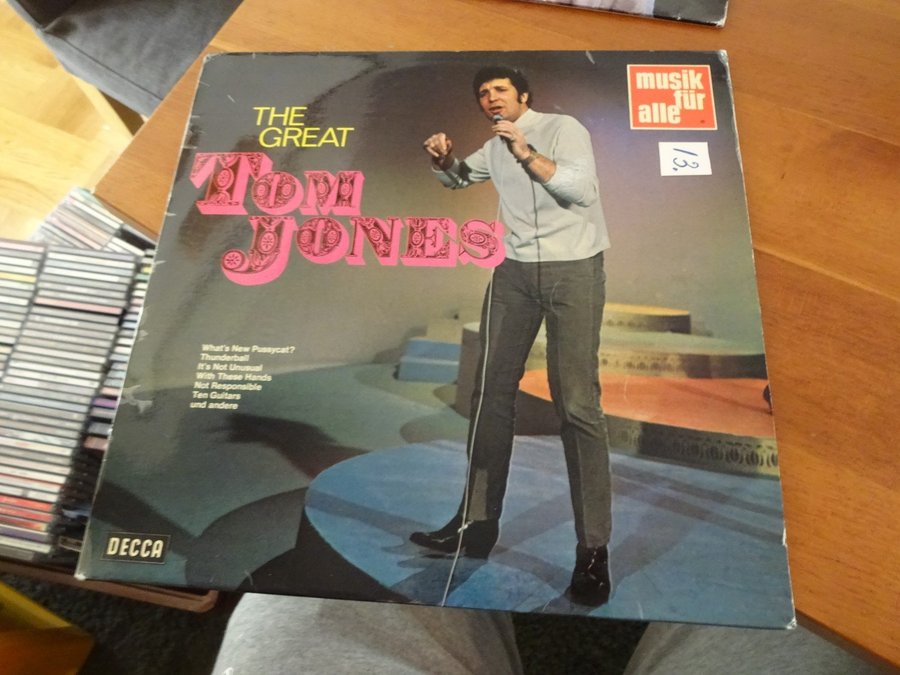 THE
GREAT
TOM
JONES
musik
für
alle
13.
What's New Pussycat?
Thunderball
It's Not Unusual
With These Hands
Not Responsible
Ten Guitars
und andere
DECCA